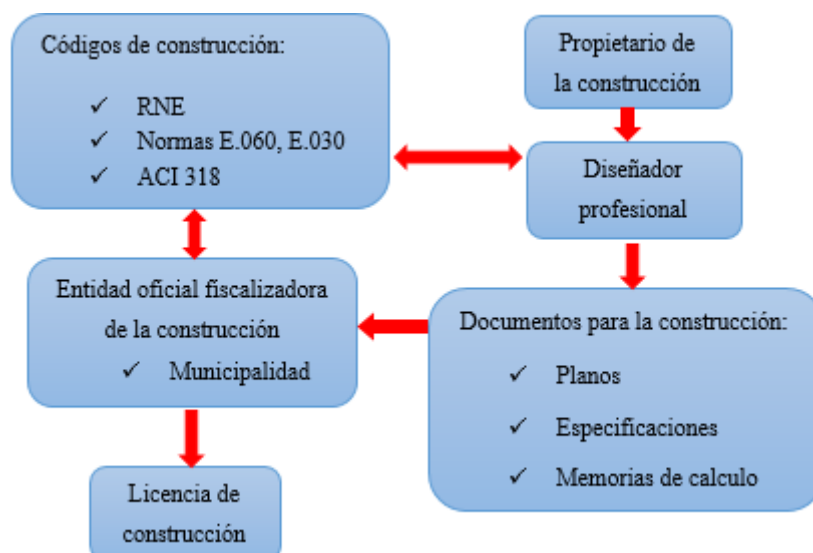 Códigos de construcción:
✓ RNE
✓ Normas E.060, E.030
✓ ACI 318
Propietario de
la construcción
Diseñador
profesional
Entidad oficial fiscalizadora
de la construcción
✓ Municipalidad
Documentos para la construcción:
✓ Planos
✓ Especificaciones
✓ Memorias de calculo
Licencia de
construcción